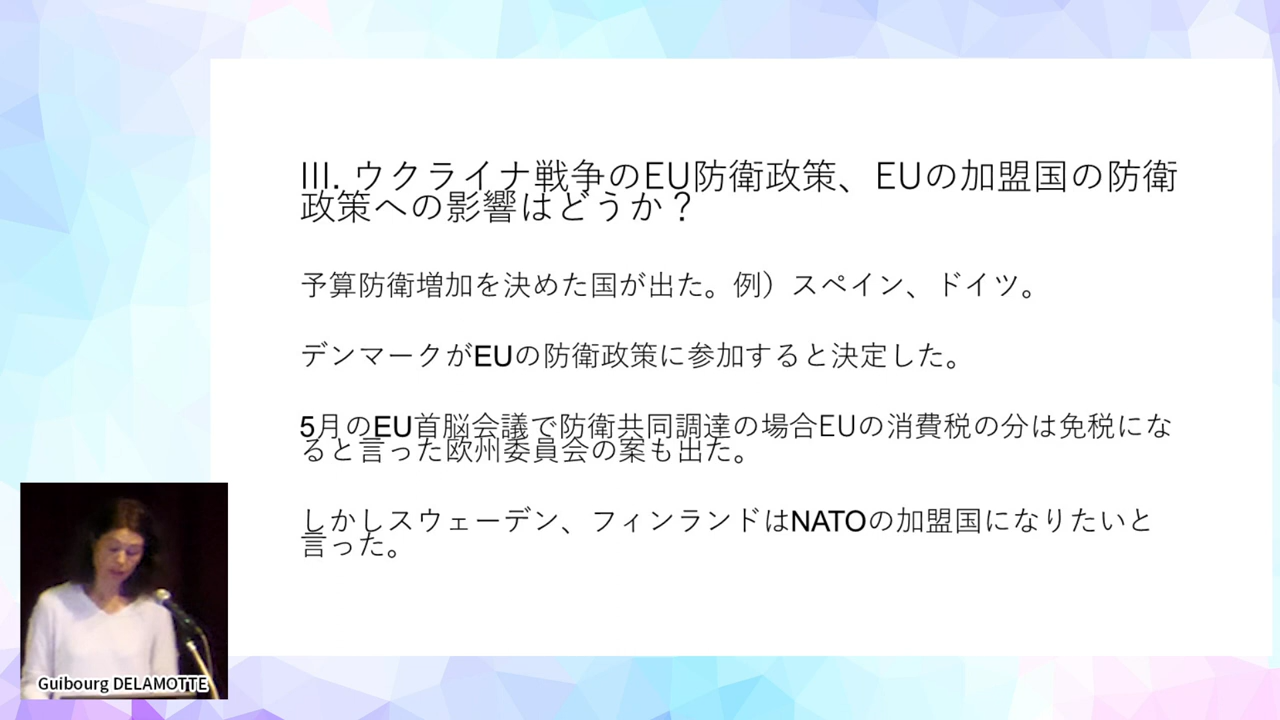 III. ウクライナ戦争のEU防衛政策、EUの加盟国の防衛
政策への影響はどうか？
予算防衛増加を決めた国が出た。例）スペイン、ドイツ。
デンマークがEUの防衛政策に参加すると決定した。
5月のEU首脳会議で防衛共同調達の場合EUの消費税の分は免税にな
ると言った欧州委員会の案も出た。
しかしスウェーデン、フィンランドはNATOの加盟国になりたいと
言った。
Guibourg DELAMOTTE